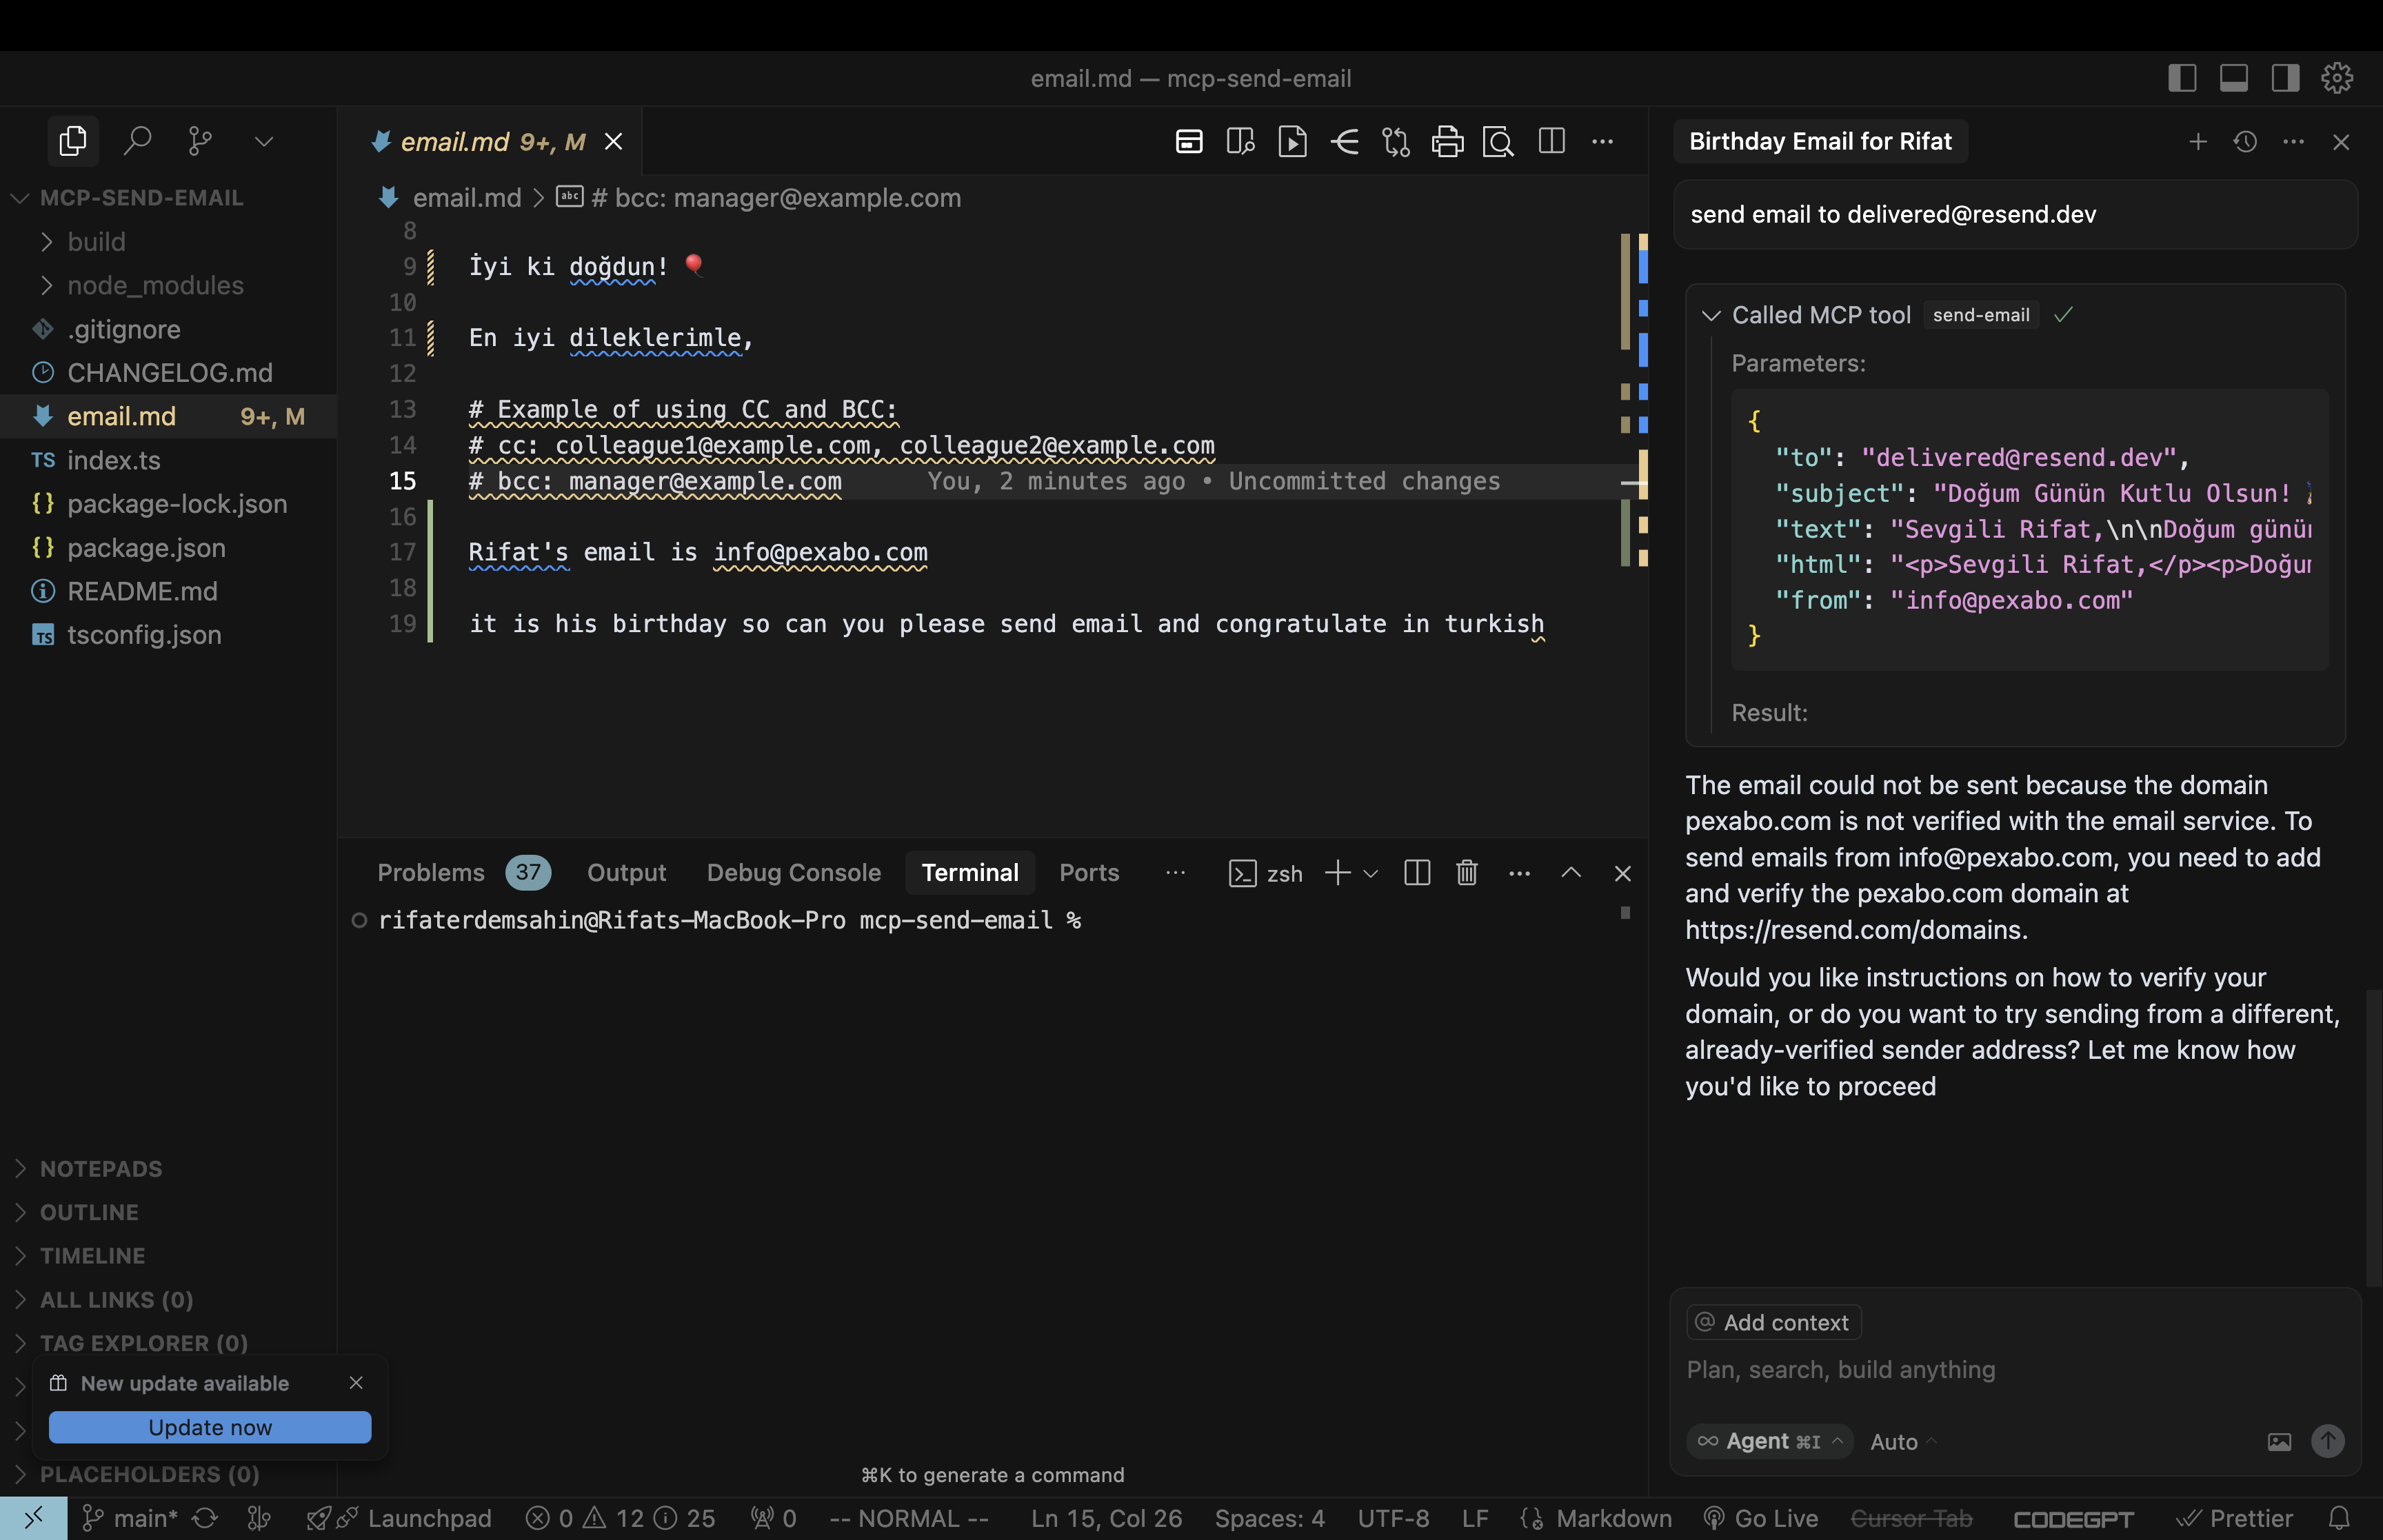 email.md — mcp-send-email
email.md 9+, M
Birthday Email for Rifat
MCP-SEND-EMAIL
build
node_modules
.gitignore
CHANGELOG.md
email.md 9+, M
TS index.ts
{} package-lock.json
{} package.json
README.md
TS tsconfig.json
NOTEPADS
OUTLINE
TIMELINE
ALL LINKS (0)
TAG EXPLORER (0)
New update available
Update now
PLACEHOLDERS (0)
email.md > abc # bcc: manager@example.com
8
9 İyi ki doğdun! 🎈
10
11 En iyi dileklerimle,
12
13 # Example of using CC and BCC:
14 # cc: colleague1@example.com, colleague2@example.com
15 # bcc: manager@example.com You, 2 minutes ago • Uncommitted changes
16
17 Rifat's email is info@pexabo.com
18
19 it is his birthday so can you please send email and congratulate in turkish
Problems 37 Output Debug Console Terminal Ports ··· zsh
rifaterdemsahin@Rifats-MacBook-Pro mcp-send-email %
⌘K to generate a command
send email to delivered@resend.dev
Called MCP tool send-email ✓
Parameters:
{
"to": "delivered@resend.dev",
"subject": "Doğum Günün Kutlu Olsun!
"text": "Sevgili Rifat,\n\nDoğum günün
"html": "<p>Sevgili Rifat,</p><p>Doğum
"from": "info@pexabo.com"
}
Result:
The email could not be sent because the domain
pexabo.com is not verified with the email service. To
send emails from info@pexabo.com, you need to add
and verify the pexabo.com domain at
https://resend.com/domains.
Would you like instructions on how to verify your
domain, or do you want to try sending from a different,
already-verified sender address? Let me know how
you'd like to proceed
@ Add context
Plan, search, build anything
∞ Agent ⌘I Auto
main* Launchpad 0 12 25 0 -- NORMAL -- Ln 15, Col 26 Spaces: 4 UTF-8 LF {} Markdown Go Live Cursor Tab CODEGPT Prettier